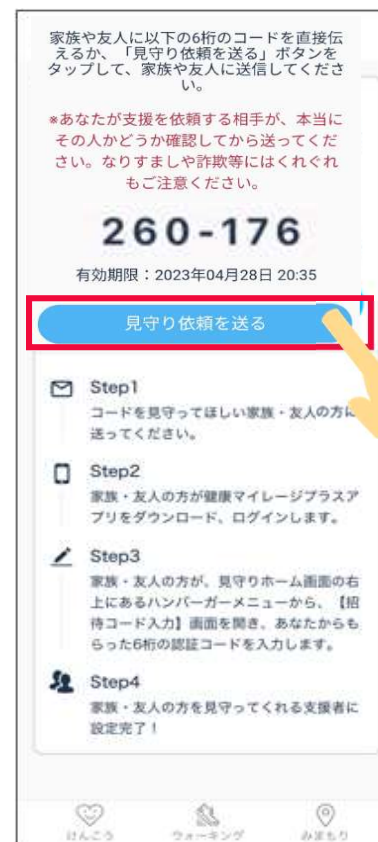 家族や友人に以下の6桁のコードを直接伝
えるか、「見守り依頼を送る」ボタンを
タップして、家族や友人に送信してくださ
い。
*あなたが支援を依頼する相手が、本当に
その人かどうか確認してから送ってくだ
さい。なりすましや詐欺等にはくれぐれ
もご注意ください。
260-176
有効期限：2023年04月28日 20:35
見守り依頼を送る
Step1
コードを見守ってほしい家族・友人の方に
送ってください。
Step2
家族・友人の方が健康マイレージプラスア
プリをダウンロード、ログインします。
Step3
家族・友人の方が、見守りホーム画面の右
上にあるハンバーガーメニューから、【招
待コード入力】画面を開き、あなたからも
らった6桁の認証コードを入力します。
Step4
家族・友人の方を見守ってくれる支援者に
設定完了！
けんこう
ウォーキング
みまもり